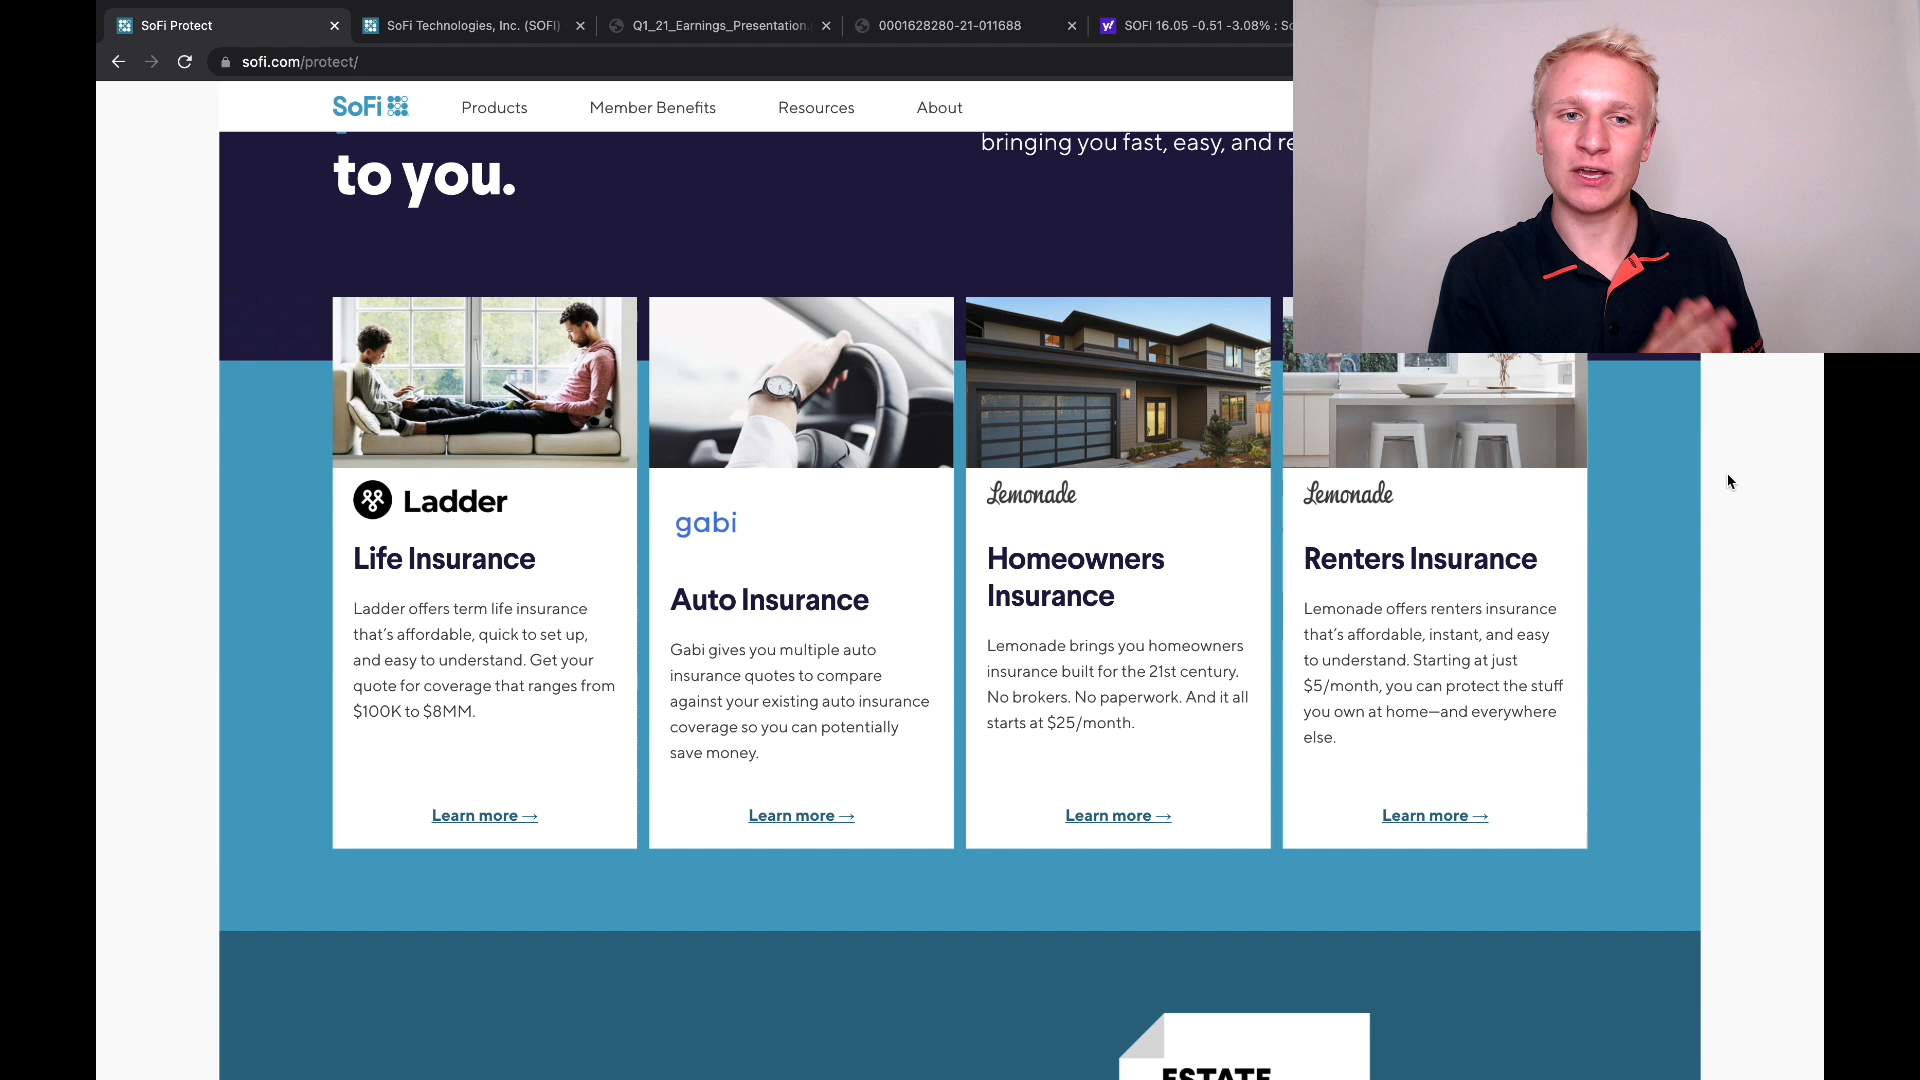 SoFi Protect
SoFi Technologies, Inc. (SOFI)
Q1_21_Earnings_Presentation.
0001628280-21-011688
SOFI 16.05 -0.51 -3.08% : So
sofi.com/protect/
SoFi
Products
Member Benefits
Resources
About
to you.
bringing you fast, easy, and re
Ladder
Life Insurance
Ladder offers term life insurance
that's affordable, quick to set up,
and easy to understand. Get your
quote for coverage that ranges from
$100K to $8MM.
Learn more →
gabi
Auto Insurance
Gabi gives you multiple auto
insurance quotes to compare
against your existing auto insurance
coverage so you can potentially
save money.
Learn more →
Lemonade
Homeowners
Insurance
Lemonade brings you homeowners
insurance built for the 21st century.
No brokers. No paperwork. And it all
starts at $25/month.
Learn more →
Lemonade
Renters Insurance
Lemonade offers renters insurance
that's affordable, instant, and easy
to understand. Starting at just
$5/month, you can protect the stuff
you own at home—and everywhere
else.
Learn more →
ESTATE